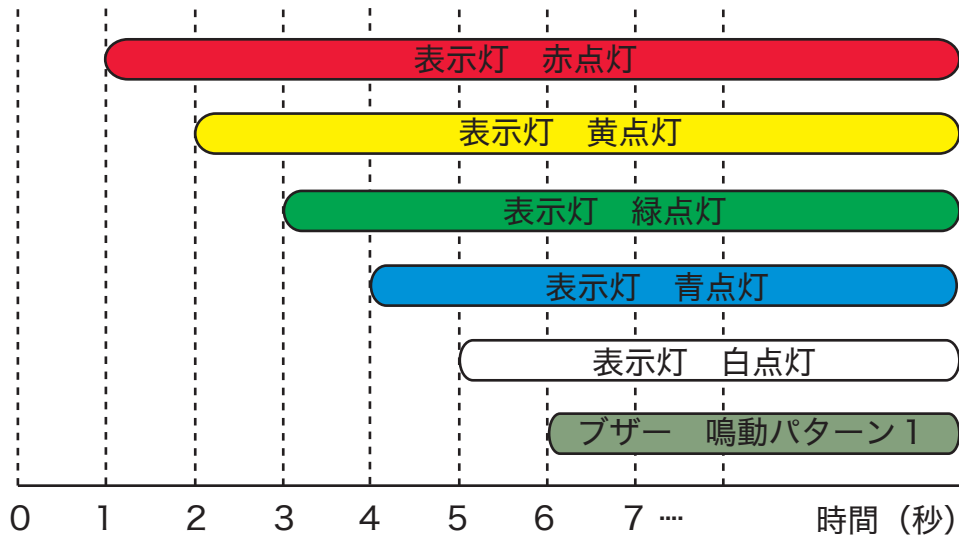 表示灯　赤点灯
表示灯　黄点灯
表示灯　緑点灯
表示灯　青点灯
表示灯　白点灯
ブザー　鳴動パターン1
0 1 2 3 4 5 6 7 ···· 時間（秒）